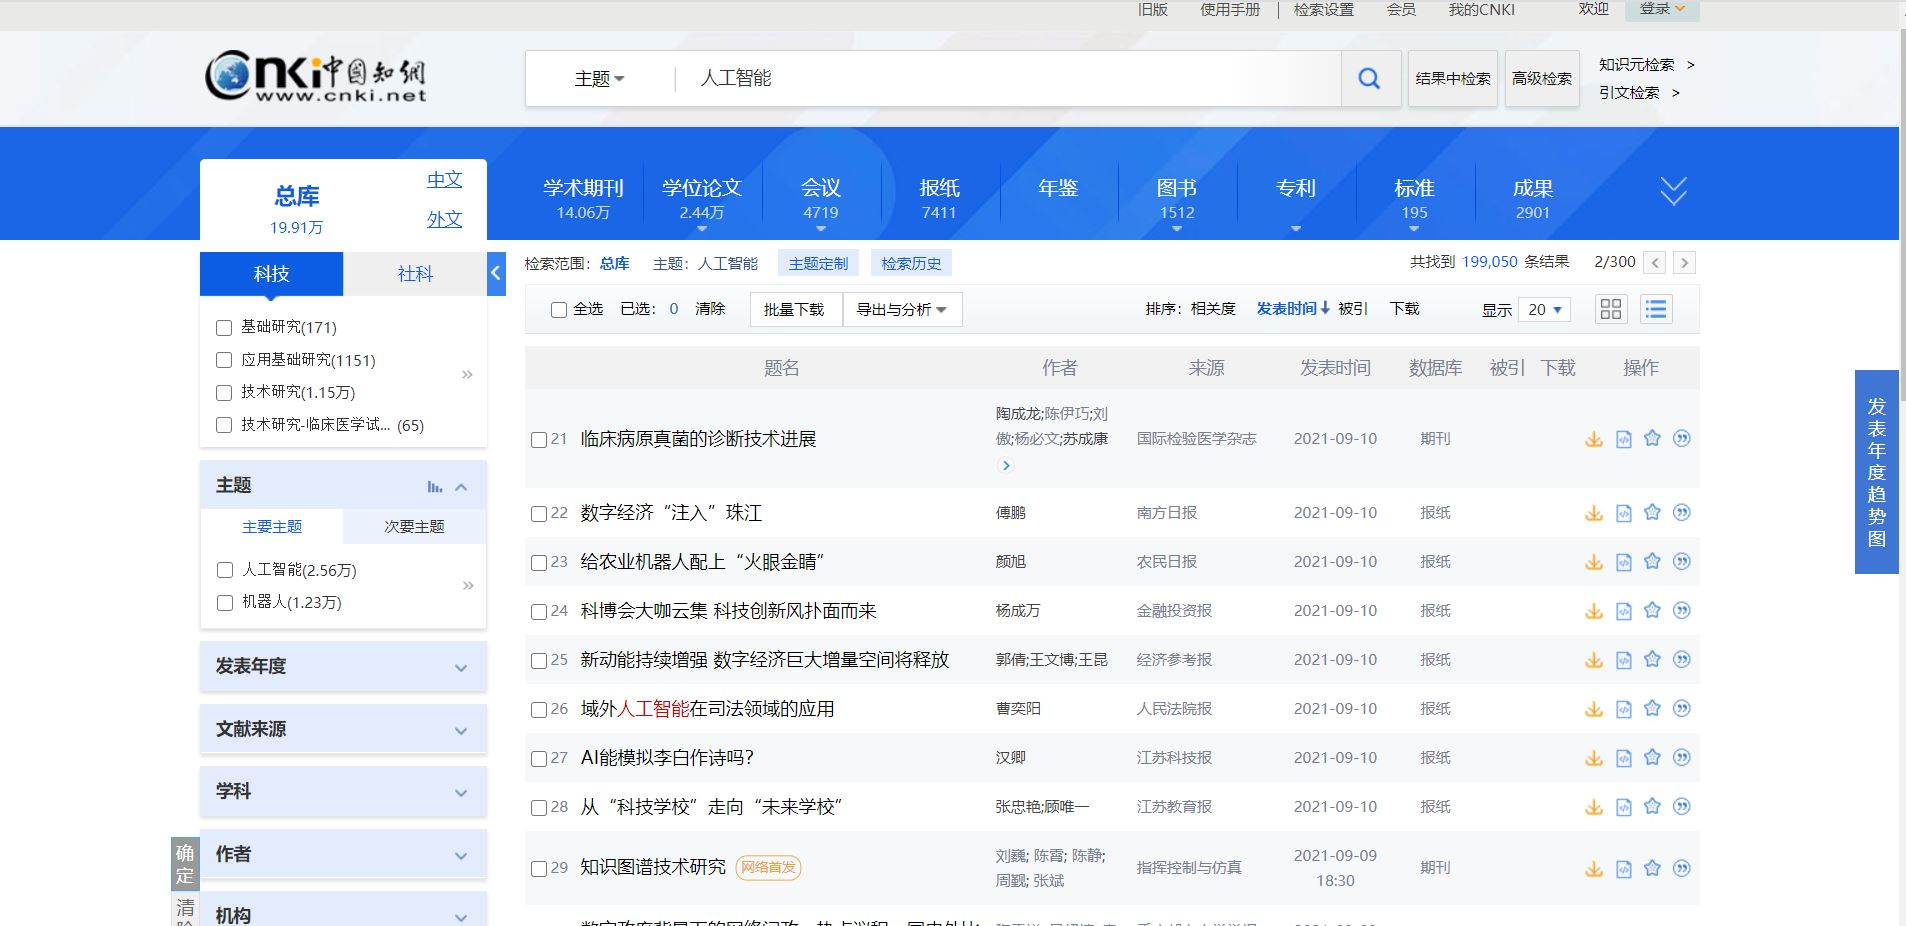 旧版 使用手册 | 检索设置 会员 我的CNKI 欢迎 登录
CNKI中国知网
www.cnki.net
主题 人工智能 结果中检索 高级检索
知识元检索 >
引文检索 >
总库
19.91万
中文
外文
学术期刊 学位论文 会议 报纸 年鉴 图书 专利 标准 成果
14.06万 2.44万 4719 7411 1512 195 2901
科技 社科
检索范围：总库 主题：人工智能 主题定制 检索历史 共找到 199,050 条结果 2/300 < >
全选 已选：0 清除 批量下载 导出与分析 排序：相关度 发表时间↓ 被引 下载 显示 20
基础研究(171)
应用基础研究(1151)
技术研究(1.15万)
技术研究-临床医学试... (65)
»
主题
主要主题 次要主题
人工智能(2.56万)
机器人(1.23万)
»
发表年度
文献来源
学科
作者
机构
确定
题名 作者 来源 发表时间 数据库 被引 下载 操作
21 临床病原真菌的诊断技术进展 陶成龙;陈伊巧;刘傲;杨必文;苏成康 国际检验医学杂志 2021-09-10 期刊
22 数字经济“注入”珠江 傅鹏 南方日报 2021-09-10 报纸
23 给农业机器人配上“火眼金睛” 颜旭 农民日报 2021-09-10 报纸
24 科博会大咖云集 科技创新风扑面而来 杨成万 金融投资报 2021-09-10 报纸
25 新动能持续增强 数字经济巨大增量空间将释放 郭倩;王文博;王昆 经济参考报 2021-09-10 报纸
26 域外人工智能在司法领域的应用 曹奕阳 人民法院报 2021-09-10 报纸
27 AI能模拟李白作诗吗？ 汉卿 江苏科技报 2021-09-10 报纸
28 从“科技学校”走向“未来学校” 张忠艳;顾唯一 江苏教育报 2021-09-10 报纸
29 知识图谱技术研究 网络首发 刘巍; 陈霄; 陈静; 周觐; 张斌 指挥控制与仿真 2021-09-09 18:30 期刊
发表年度趋势图